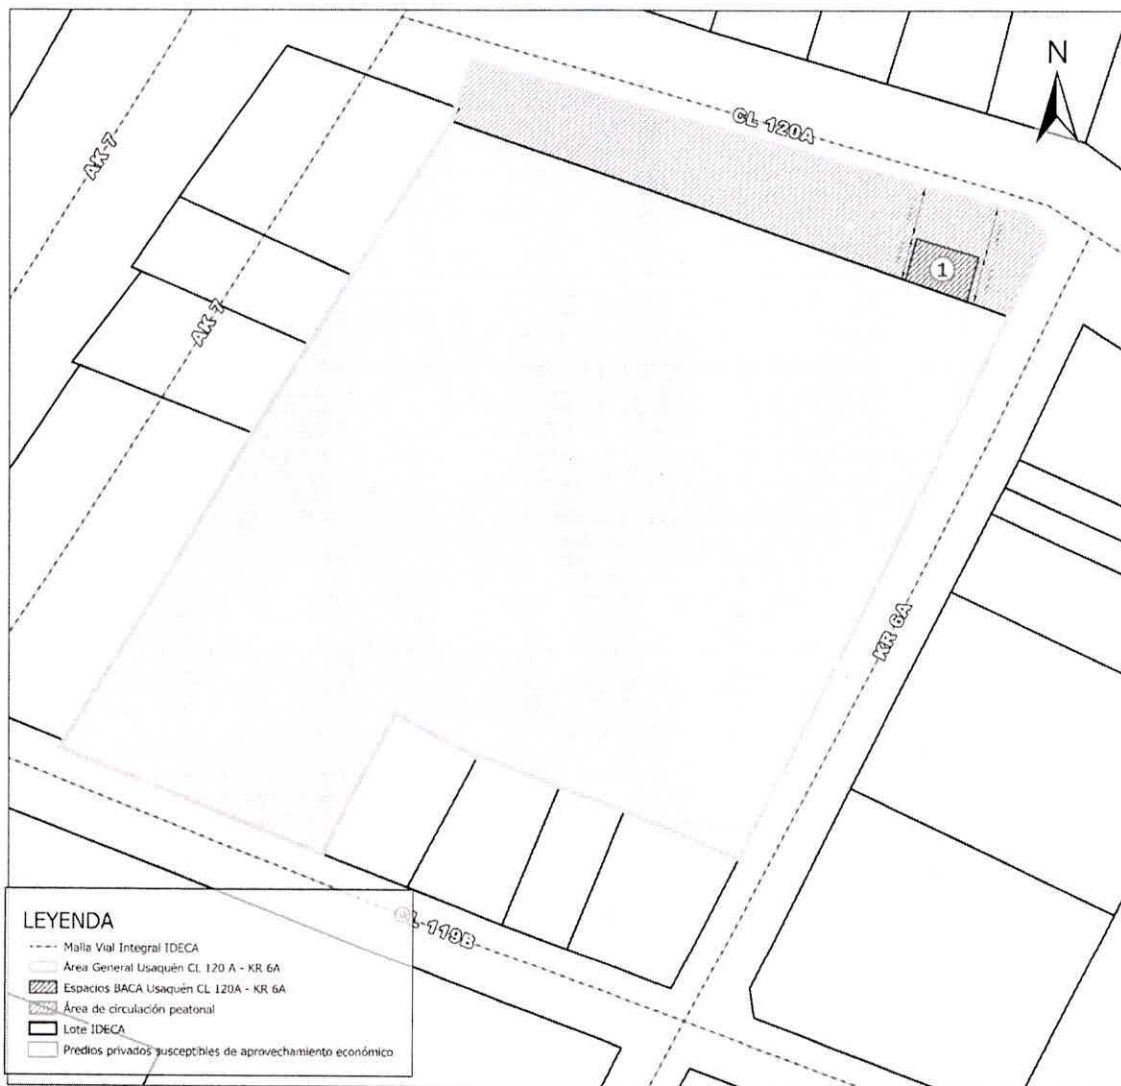 N
CL 120A
AK 7
1
AK 7
KR 6A
CL 119B
LEYENDA
Malla Vial Integral IDECA
Área General Usaquén CL 120 A - KR 6A
Espacios BACA Usaquén CL 120A - KR 6A
Área de circulación peatonal
Lote IDECA
Predios privados susceptibles de aprovechamiento económico